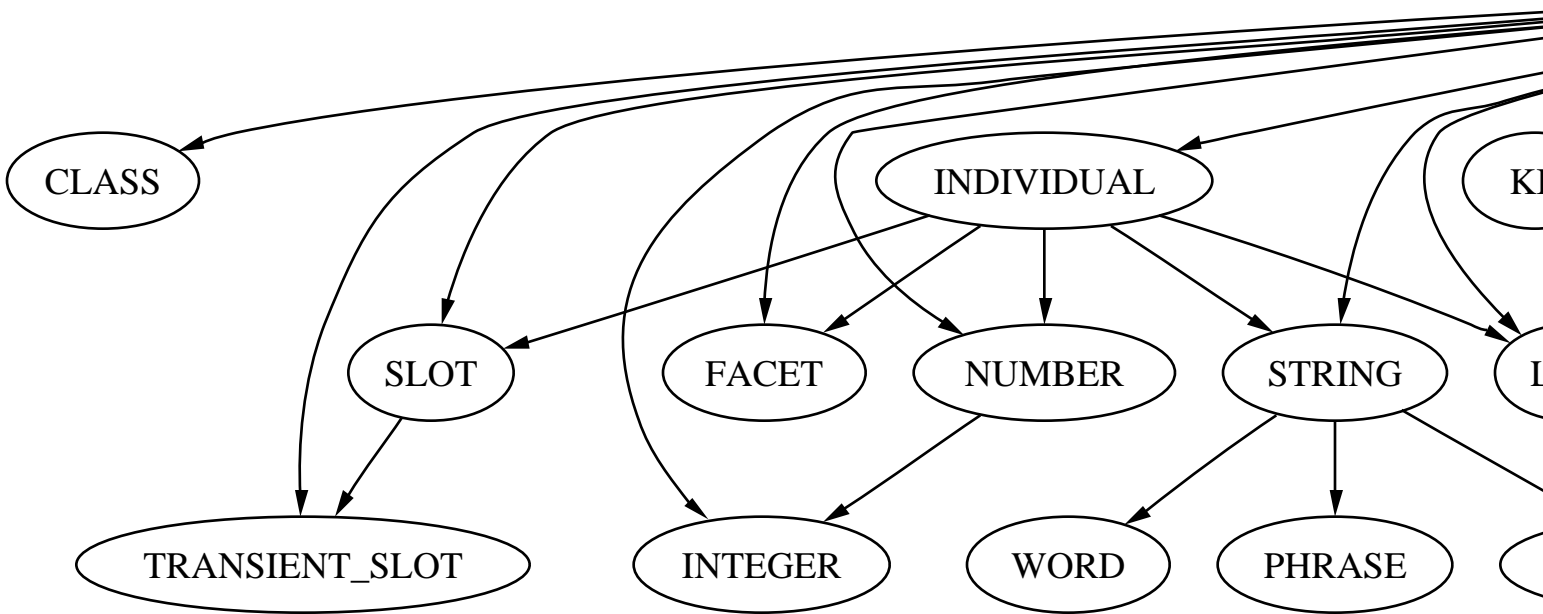 CLASS
INDIVIDUAL
SLOT
FACET
NUMBER
STRING
TRANSIENT_SLOT
INTEGER
WORD
PHRASE